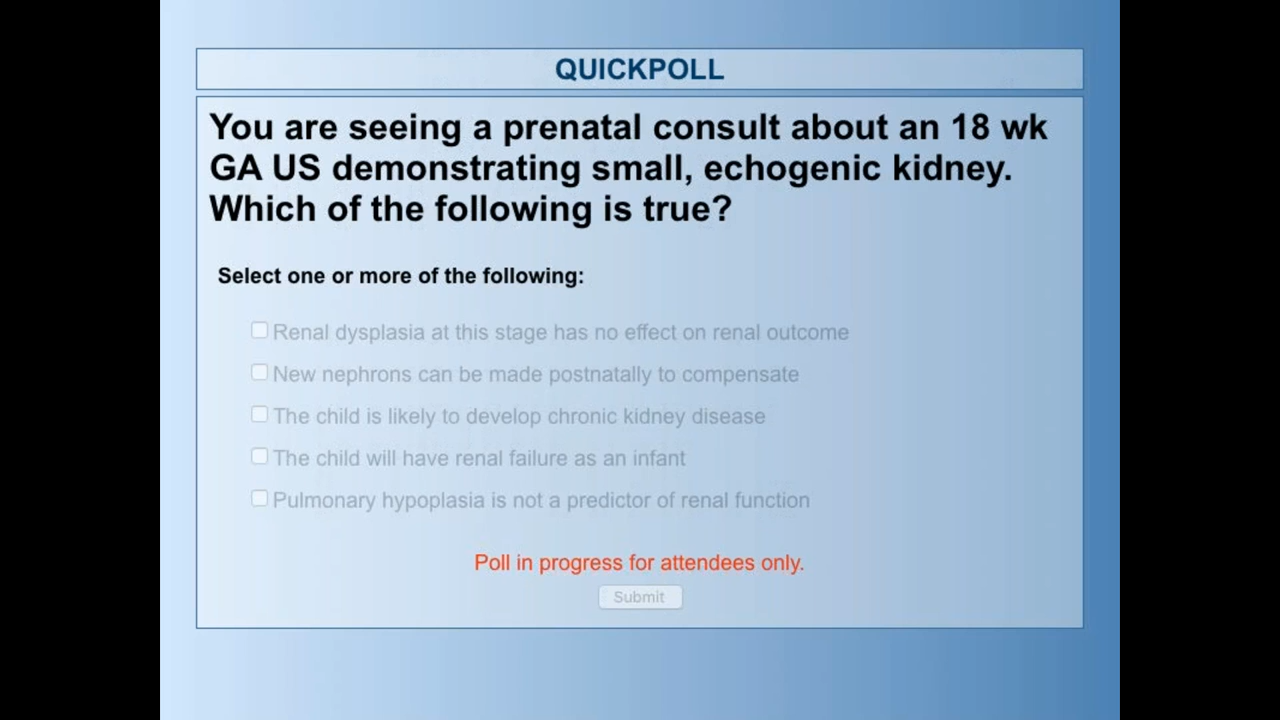 QUICKPOLL
You are seeing a prenatal consult about an 18 wk
GA US demonstrating small, echogenic kidney.
Which of the following is true?
Select one or more of the following:
Renal dysplasia at this stage has no effect on renal outcome
New nephrons can be made postnatally to compensate
The child is likely to develop chronic kidney disease
The child will have renal failure as an infant
Pulmonary hypoplasia is not a predictor of renal function
Poll in progress for attendees only.
Submit